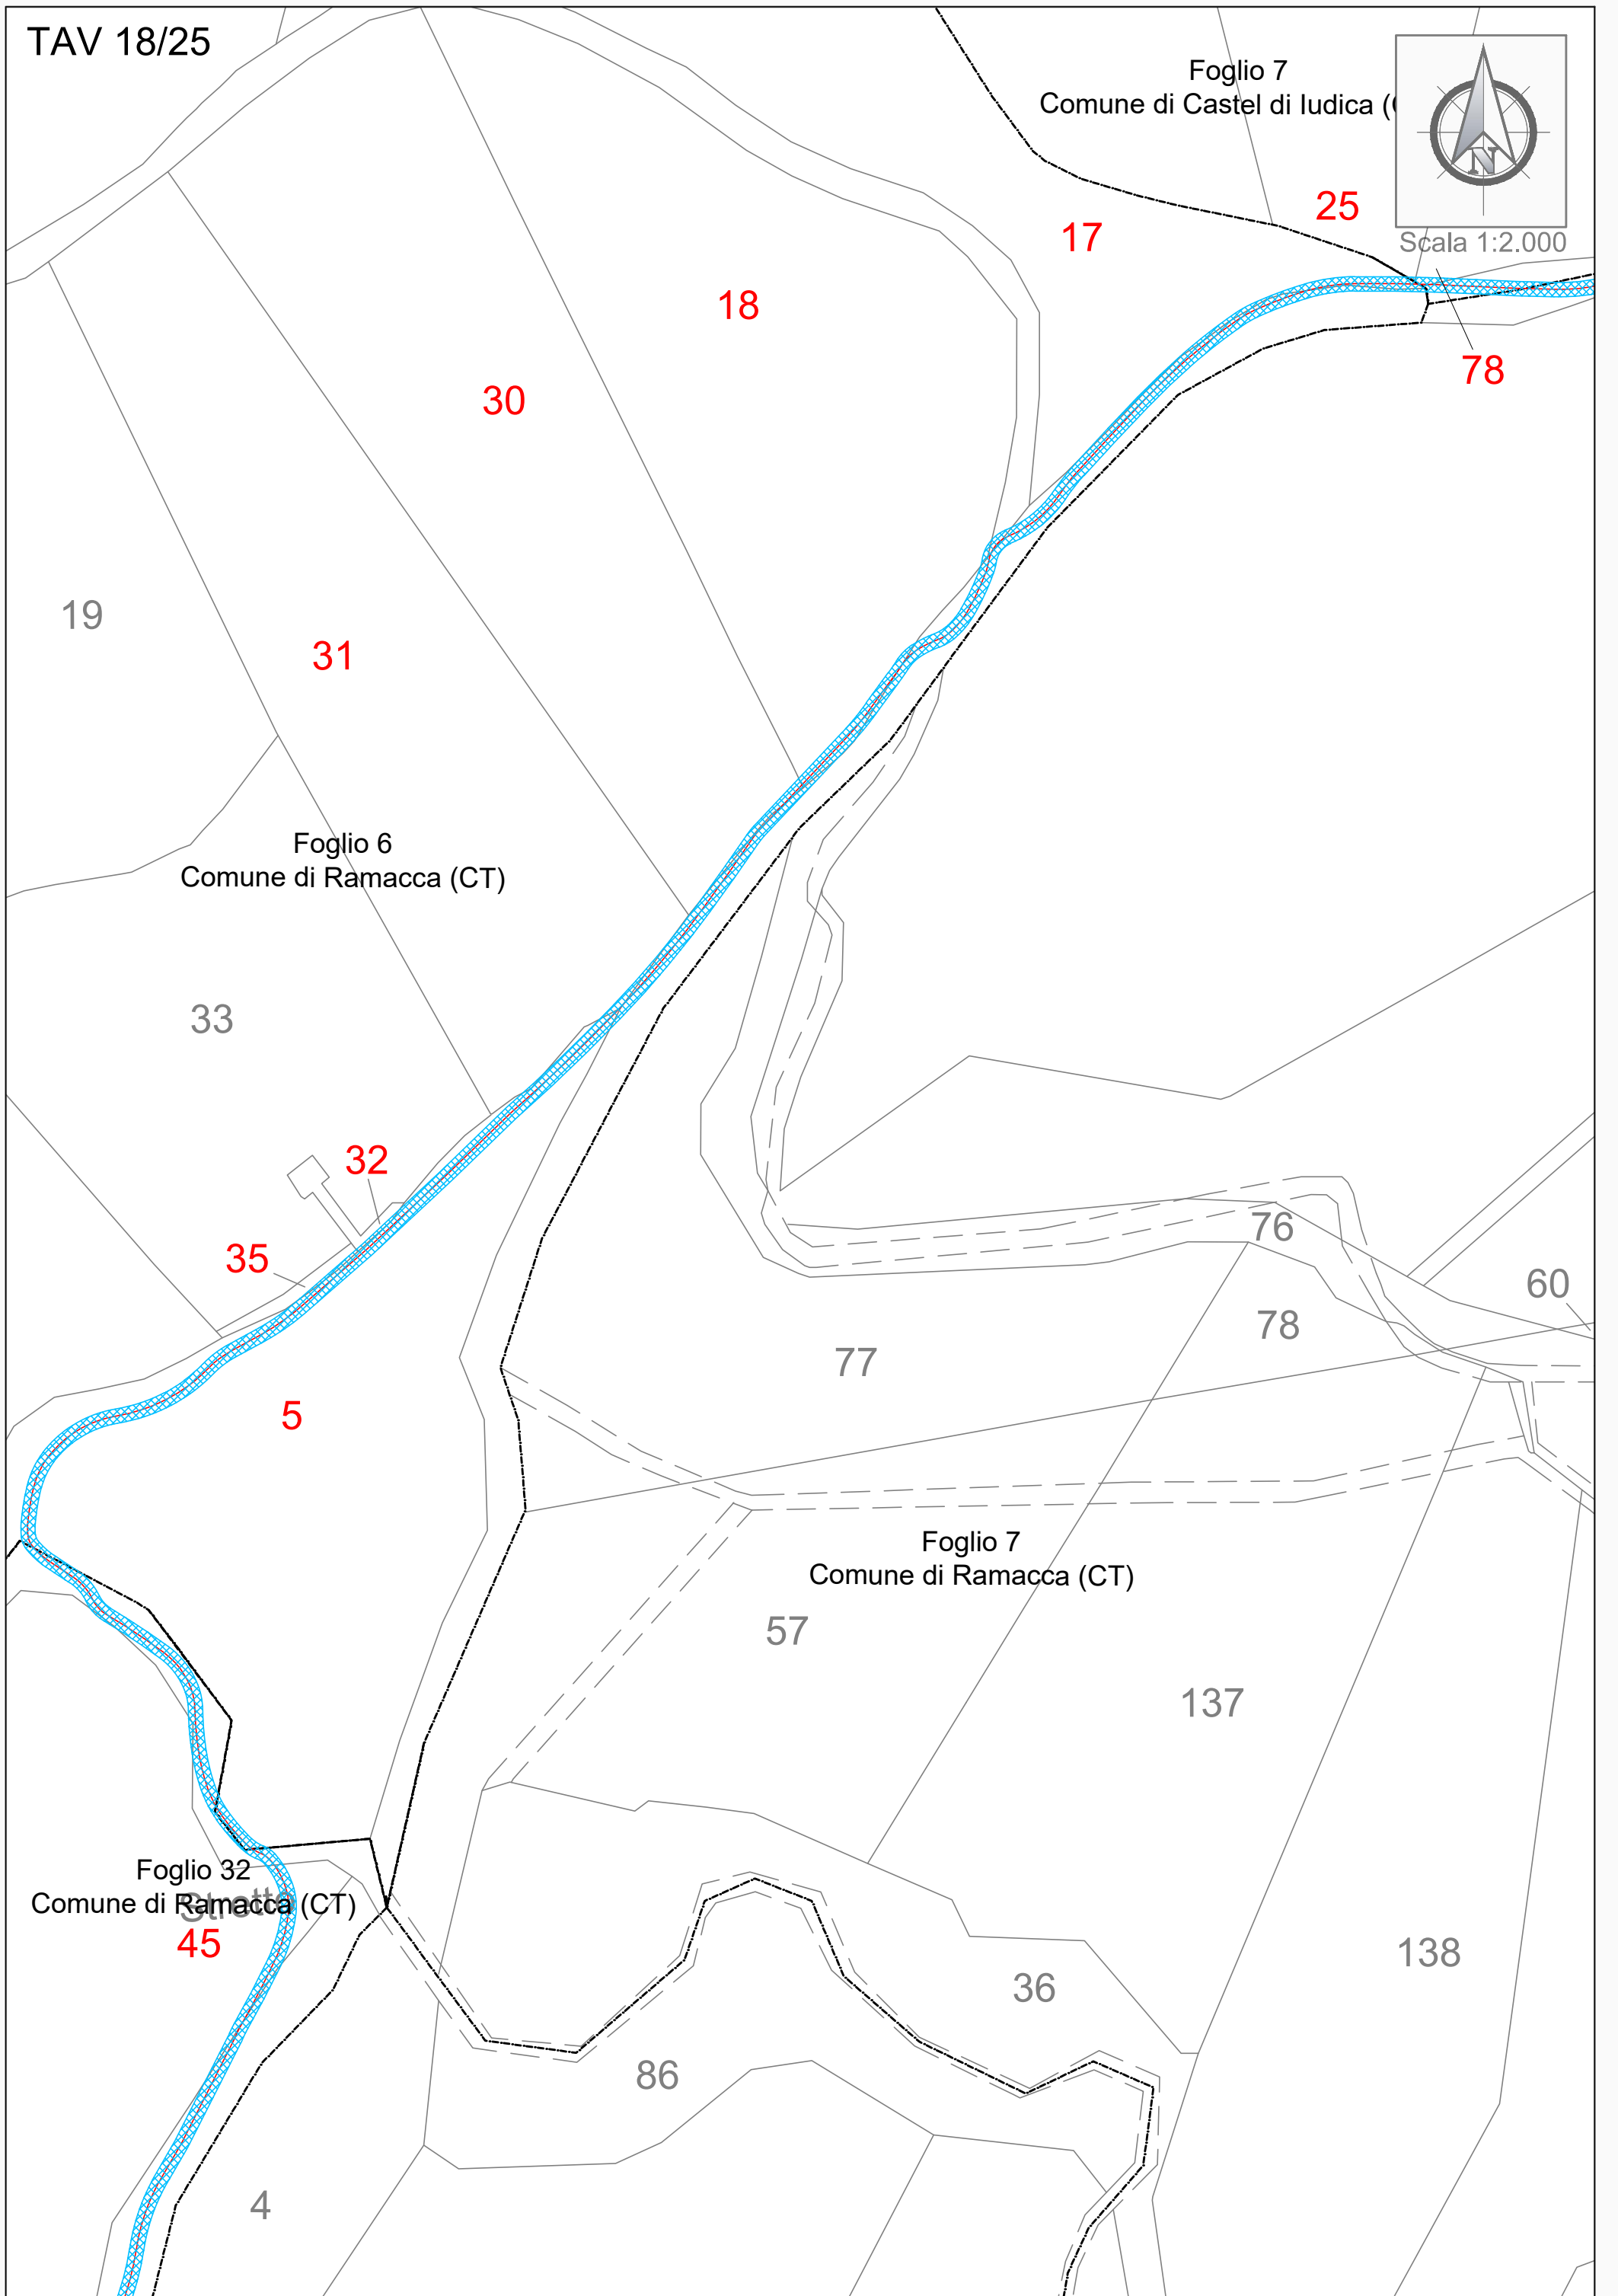 TAV 18/25
Foglio 7
Comune di Castel di Iudica (
N
Scala 1:2.000
25
17
18
78
30
19
31
Foglio 6
Comune di Ramacca (CT)
33
32
35
76
60
78
77
5
Foglio 7
Comune di Ramacca (CT)
57
137
Foglio 32
Comune di Ramacca (CT)
Stretto
45
138
36
86
4